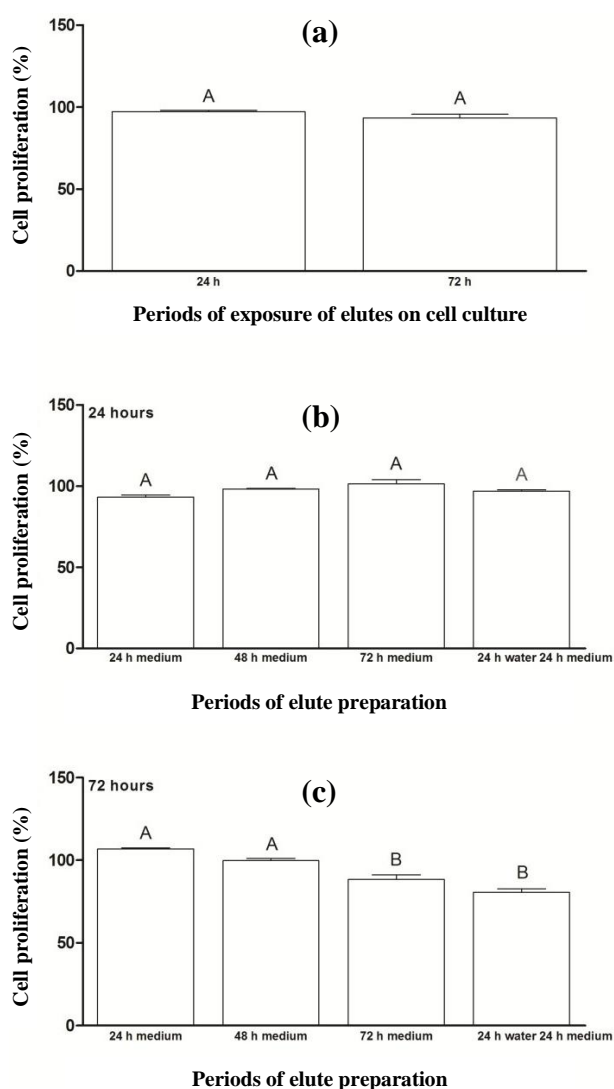 (a)
Cell proliferation (%)
150
100
50
0
A
A
24 h
72 h
Periods of exposure of elutes on cell culture
24 hours
(b)
Cell proliferation (%)
150
100
50
0
A
A
A
A
24 h medium
48 h medium
72 h medium
24 h water 24 h medium
Periods of elute preparation
72 hours
(c)
Cell proliferation (%)
150
100
50
0
A
A
B
B
24 h medium
48 h medium
72 h medium
24 h water 24 h medium
Periods of elute preparation